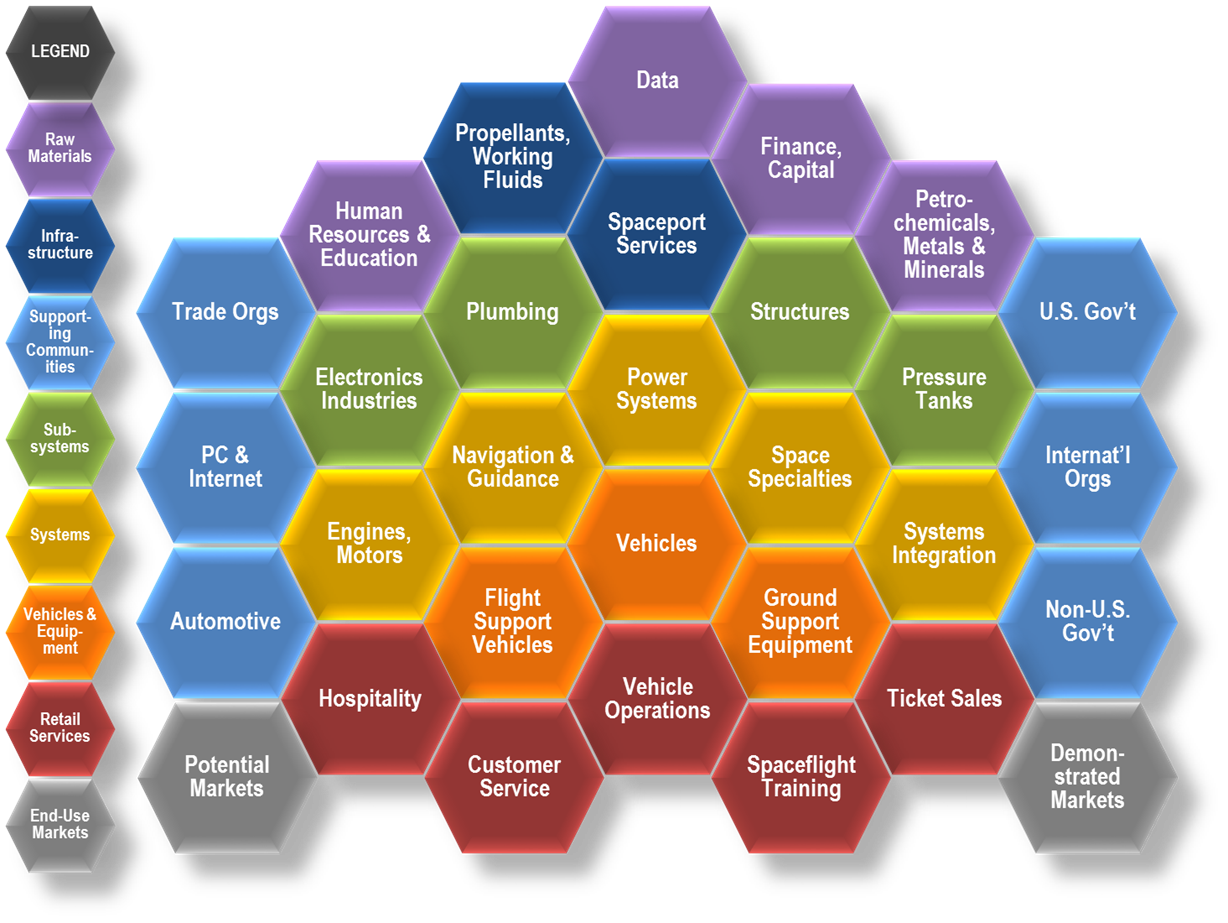 LEGEND
Raw
Materials
Infra-
structure
Support-
ing
Commun-
ities
Sub-
systems
Systems
Vehicles &
Equip-
ment
Retail
Services
End-Use
Markets
Data
Propellants,
Working
Fluids
Finance,
Capital
Human
Resources &
Education
Spaceport
Services
Petro-
chemicals,
Metals &
Minerals
Trade Orgs
Plumbing
Structures
U.S. Gov't
Electronics
Industries
Power
Systems
Pressure
Tanks
PC &
Internet
Navigation &
Guidance
Space
Specialties
Internat'l
Orgs
Engines,
Motors
Vehicles
Systems
Integration
Automotive
Flight
Support
Vehicles
Ground
Support
Equipment
Non-U.S.
Gov't
Hospitality
Vehicle
Operations
Ticket Sales
Potential
Markets
Customer
Service
Spaceflight
Training
Demon-
strated
Markets